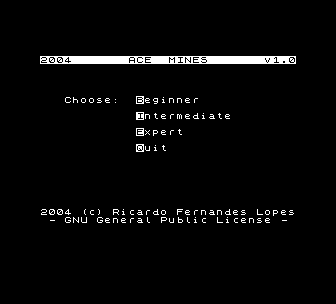 2004 ACE MINES v1.0
Choose: Beginner
Intermediate
Expert
Quit
2004 (c) Ricardo Fernandes Lopes
- GNU General Public License -